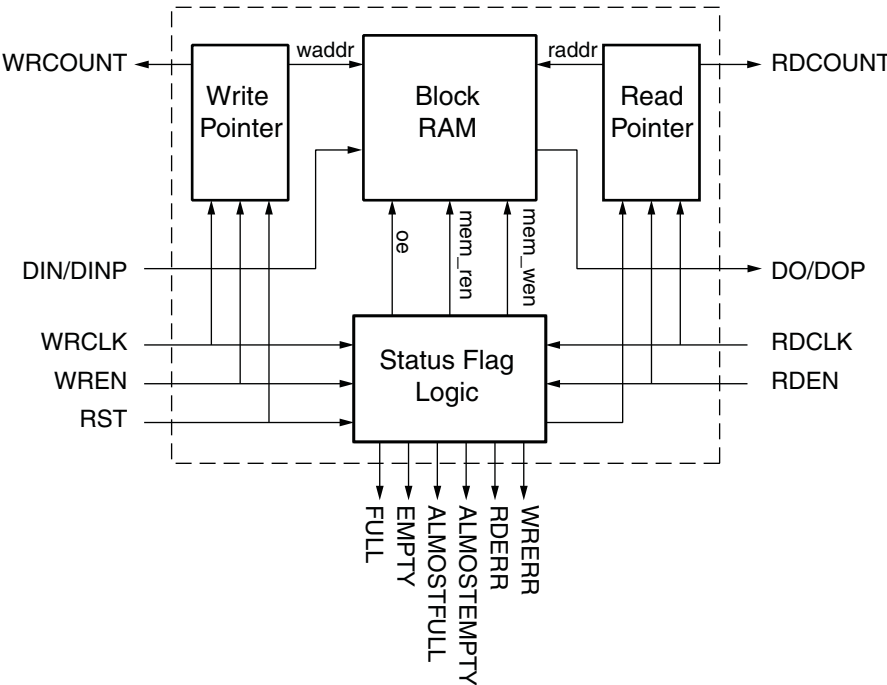 WRCOUNT
waddr
raddr
RDCOUNT
Write
Pointer
Block
RAM
Read
Pointer
oe
mem_ren
mem_wen
DIN/DINP
DO/DOP
WRCLK
RDCLK
Status Flag
Logic
WREN
RDEN
RST
FULL
EMPTY
ALMOSTFULL
ALMOSTEMPTY
RDERR
WRERR